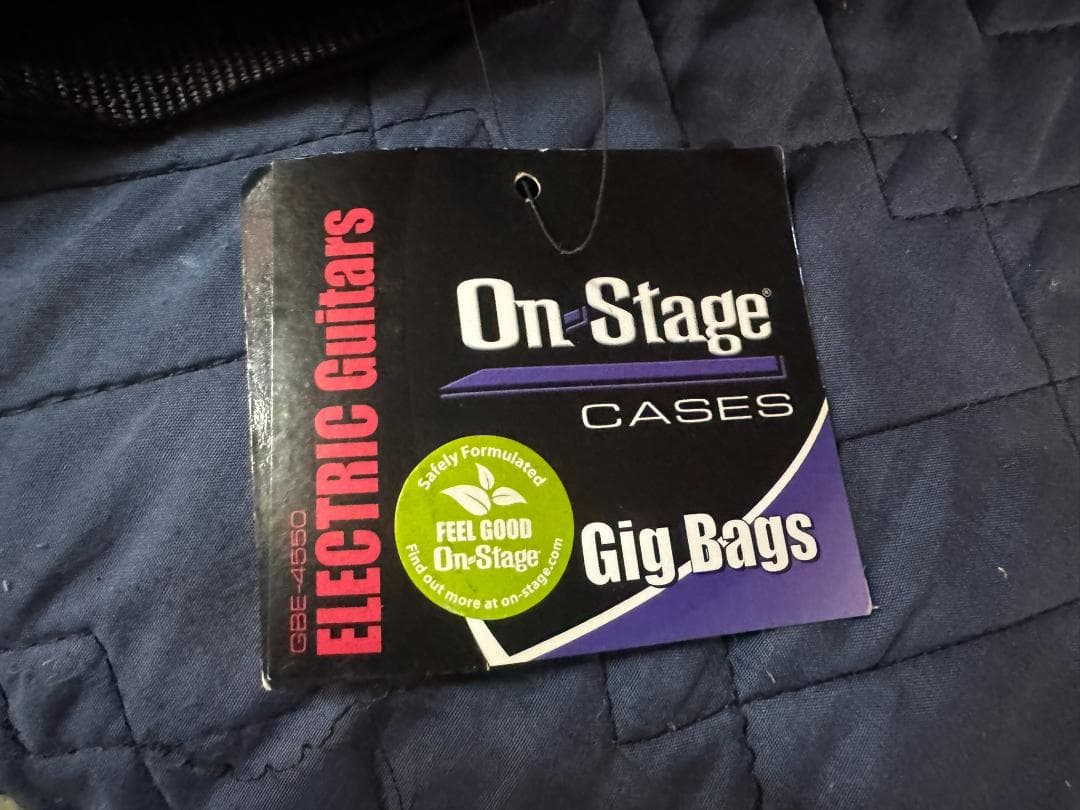 GBE-4550
ELECTRIC Guitars
On-Stage®
CASES
Safely Formulated
FEEL GOOD
On-Stage
Find out more at on-stage.com
Gig Bags